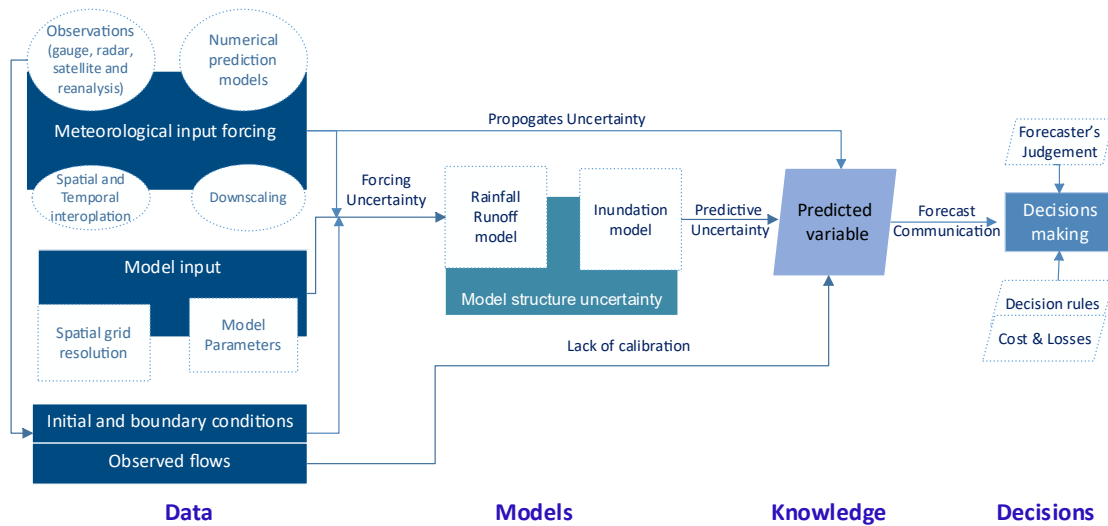 Observations
(gauge, radar,
satellite and
reanalysis)
Numerical
prediction
models
Meteorological input forcing
Spatial and
Temporal
interoplation
Downscaling
Model input
Spatial grid
resolution
Model
Parameters
Initial and boundary conditions
Observed flows
Propogates Uncertainty
Forcing
Uncertainty
Rainfall
Runoff
model
Inundation
model
Model structure uncertainty
Predictive
Uncertainty
Lack of calibration
Predicted
variable
Forecast
Communication
Forecaster's
Judgement
Decisions
making
Decision rules
Cost & Losses
Data
Models
Knowledge
Decisions